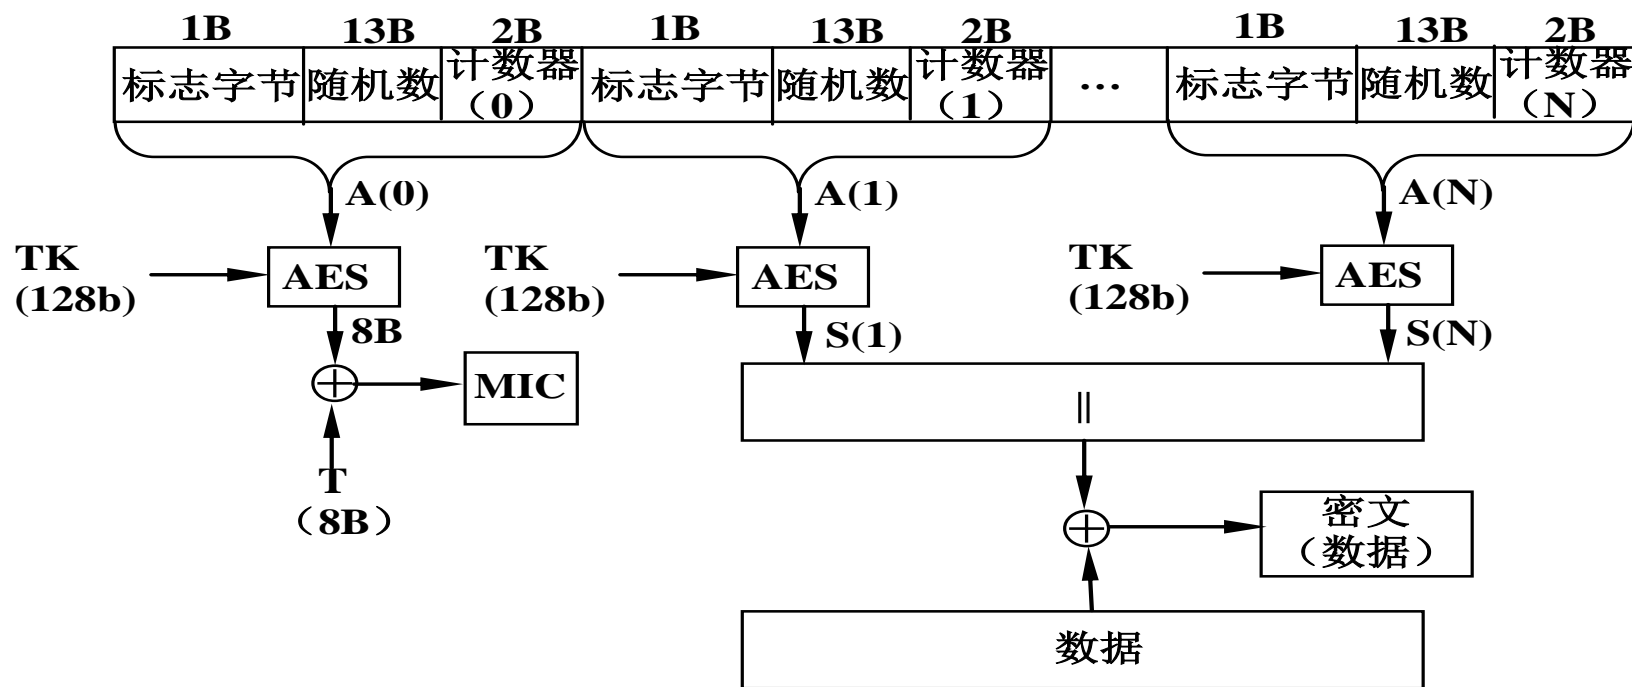 1B 13B 2B 1B 13B 2B 1B 13B 2B
标志字节 随机数 计数器 标志字节 随机数 计数器 … 标志字节 随机数 计数器
（0） （1） （N）
A(0) A(1) A(N)
TK TK TK
(128b) (128b) (128b)
AES AES AES
8B S(1) S(N)
MIC
||
T
（8B）
密文
（数据）
数据